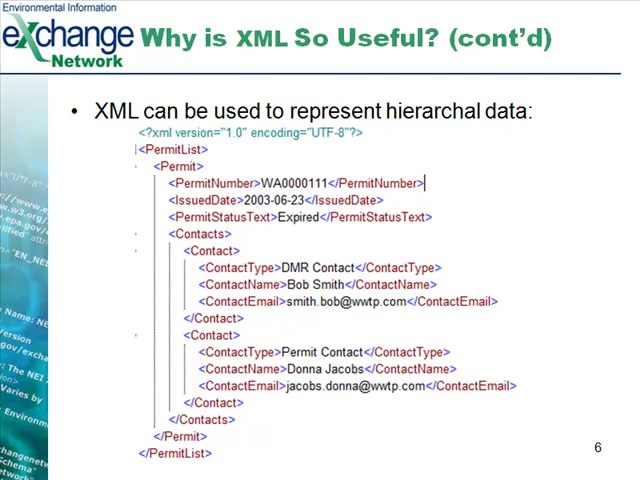 Environmental Information
eXchange
Network
Why is XML So Useful? (cont'd)
• XML can be used to represent hierarchal data:
<?xml version="1.0" encoding="UTF-8"?>
<PermitList>
<Permit>
<PermitNumber>WA0000111</PermitNumber>
<IssuedDate>2003-06-23</IssuedDate>
<PermitStatusText>Expired</PermitStatusText>
<Contacts>
<Contact>
<ContactType>DMR Contact</ContactType>
<ContactName>Bob Smith</ContactName>
<ContactEmail>smith.bob@wwtp.com</ContactEmail>
</Contact>
<Contact>
<ContactType>Permit Contact</ContactType>
<ContactName>Donna Jacobs</ContactName>
<ContactEmail>jacobs.donna@wwtp.com</ContactEmail>
</Contact>
</Contacts>
</Permit>
</PermitList>
6